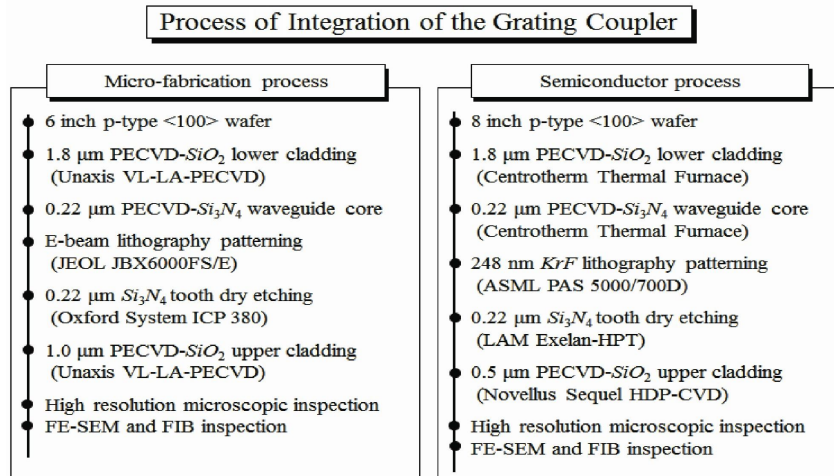 Process of Integration of the Grating Coupler
Micro-fabrication process
6 inch p-type <100> wafer
1.8 μm PECVD-SiO₂ lower cladding
(Unaxis VL-LA-PECVD)
0.22 μm PECVD-Si₃N₄ waveguide core
E-beam lithography patterning
(JEOL JBX6000FS/E)
0.22 μm Si₃N₄ tooth dry etching
(Oxford System ICP 380)
1.0 μm PECVD-SiO₂ upper cladding
(Unaxis VL-LA-PECVD)
High resolution microscopic inspection
FE-SEM and FIB inspection
Semiconductor process
8 inch p-type <100> wafer
1.8 μm PECVD-SiO₂ lower cladding
(Centrotherm Thermal Furnace)
0.22 μm PECVD-Si₃N₄ waveguide core
(Centrotherm Thermal Furnace)
248 nm KrF lithography patterning
(ASML PAS 5000/700D)
0.22 μm Si₃N₄ tooth dry etching
(LAM Exelan-HPT)
0.5 μm PECVD-SiO₂ upper cladding
(Novellus Sequel HDP-CVD)
High resolution microscopic inspection
FE-SEM and FIB inspection